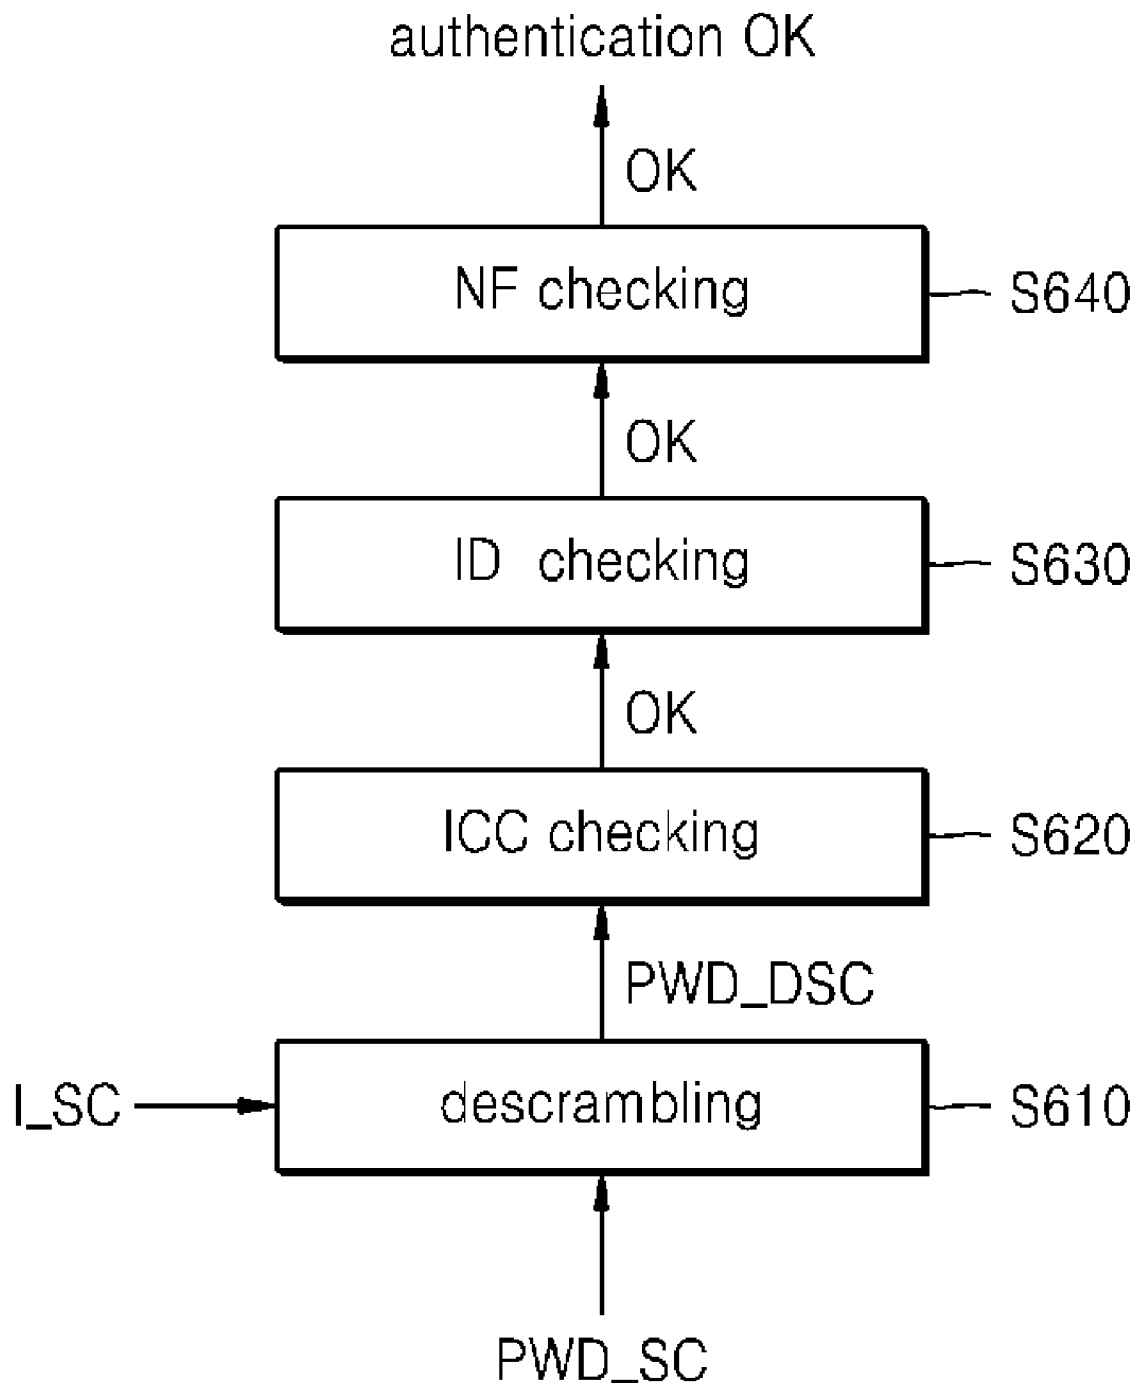 authentication OK
OK
NF checking
S640
OK
ID checking
S630
OK
ICC checking
S620
PWD_DSC
I_SC
descrambling
S610
PWD_SC